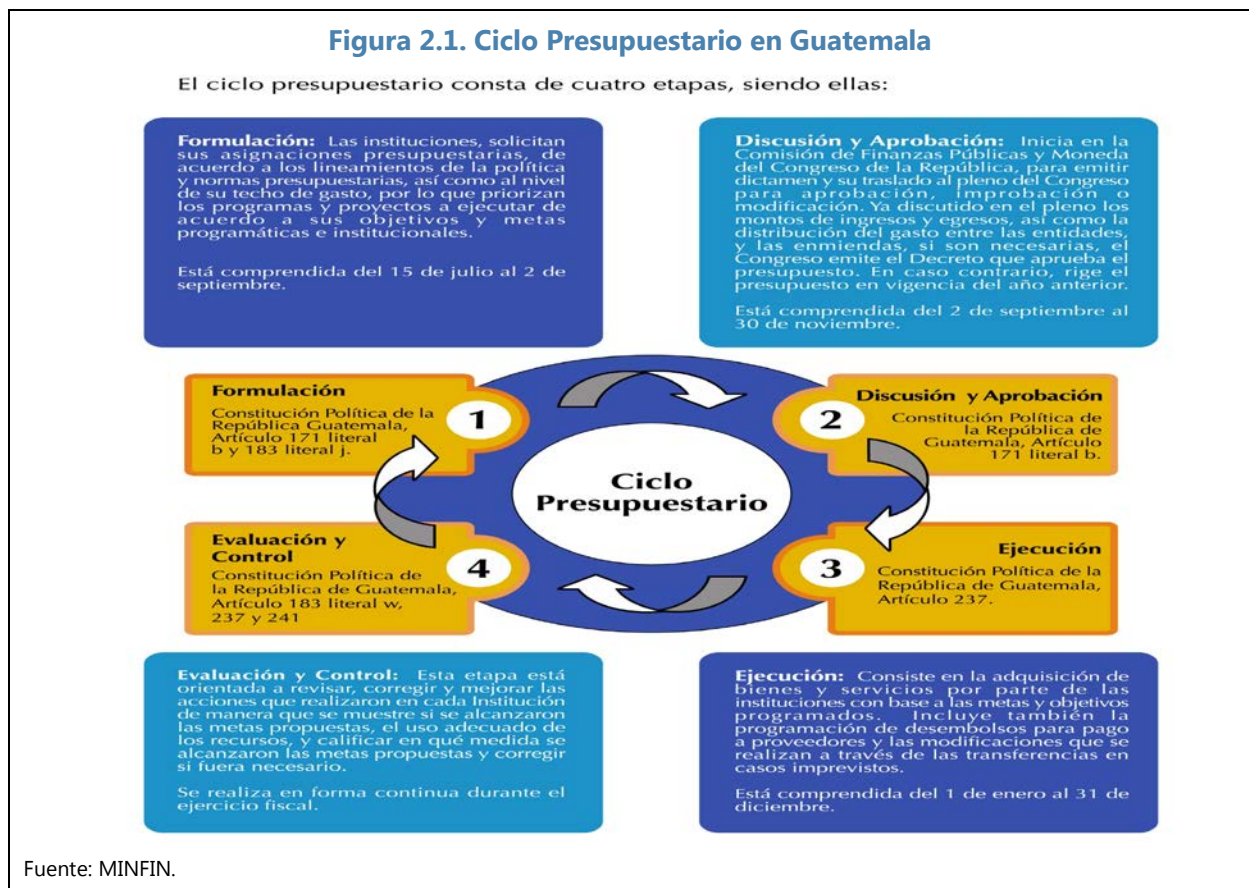 Figura 2.1. Ciclo Presupuestario en Guatemala
El ciclo presupuestario consta de cuatro etapas, siendo ellas:
Formulación: Las instituciones, solicitan
sus asignaciones presupuestarias, de
acuerdo a los lineamientos de la política
y normas presupuestarias, así como al nivel
de su techo de gasto, por lo que priorizan
los programas y proyectos a ejecutar de
acuerdo a sus objetivos y metas
programáticas e institucionales.
Está comprendida del 15 de julio al 2 de
septiembre.
Discusión y Aprobación: Inicia en la
Comisión de Finanzas Públicas y Moneda
del Congreso de la República, para emitir
dictamen y su traslado al pleno del Congreso
para aprobación, improbación o
modificación. Ya discutido en el pleno los
montos de ingresos y egresos, así como la
distribución del gasto entre las entidades,
y las enmiendas, si son necesarias, el
Congreso emite el Decreto que aprueba el
presupuesto. En caso contrario, rige el
presupuesto en vigencia del año anterior.
Está comprendida del 2 de septiembre al
30 de noviembre.
Formulación
Constitución Política de la
República Guatemala,
Artículo 171 literal
b y 183 literal j.
1
2
Discusión y Aprobación
Constitución Política de
la República de
Guatemala, Artículo
171 literal b.
Ciclo
Presupuestario
Evaluación y
Control
Constitución Política de
la República de Guatemala,
Artículo 183 literal w,
237 y 241
4
3
Ejecución
Constitución Política de la
República de Guatemala,
Artículo 237.
Evaluación y Control: Esta etapa está
orientada a revisar, corregir y mejorar las
acciones que realizaron en cada Institución
de manera que se muestre si se alcanzaron
las metas propuestas, el uso adecuado de
los recursos, y calificar en qué medida se
alcanzaron las metas propuestas y corregir
si fuera necesario.
Se realiza en forma continua durante el
ejercicio fiscal.
Ejecución: Consiste en la adquisición de
bienes y servicios por parte de las
instituciones con base a las metas y objetivos
programados. Incluye también la
programación de desembolsos para pago
a proveedores y las modificaciones que se
realizan a través de las transferencias en
casos imprevistos.
Está comprendida del 1 de enero al 31 de
diciembre.
Fuente: MINFIN.